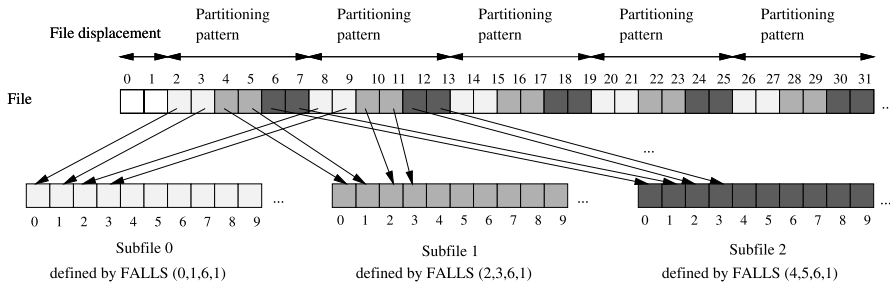 Partitioning Partitioning Partitioning Partitioning Partitioning
File displacement pattern pattern pattern pattern pattern
0 1 2 3 4 5 6 7 8 9 10 11 12 13 14 15 16 17 18 19 20 21 22 23 24 25 26 27 28 29 30 31
File ...
...
... ... ...
0 1 2 3 4 5 6 7 8 9 0 1 2 3 4 5 6 7 8 9 0 1 2 3 4 5 6 7 8 9
Subfile 0 Subfile 1 Subfile 2
defined by FALLS (0,1,6,1) defined by FALLS (2,3,6,1) defined by FALLS (4,5,6,1)